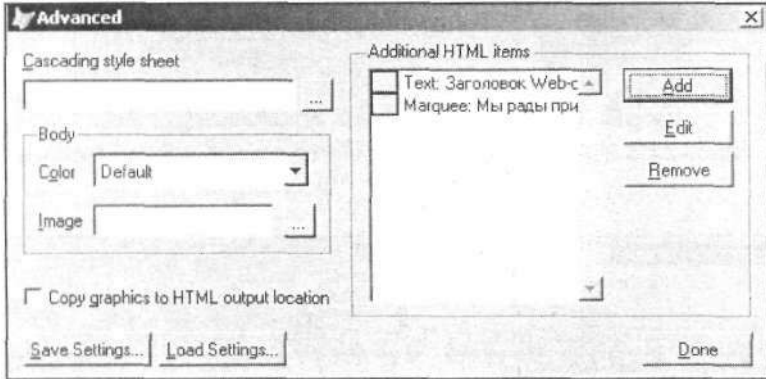 Advanced
Cascading style sheet
...
Body
Color Default
Image ...
Copy graphics to HTML output location
Save Settings... Load Settings...
Additional HTML items
Text: Заголовок Web-с
Marquee: Мы рады при
Add
Edit
Remove
Done